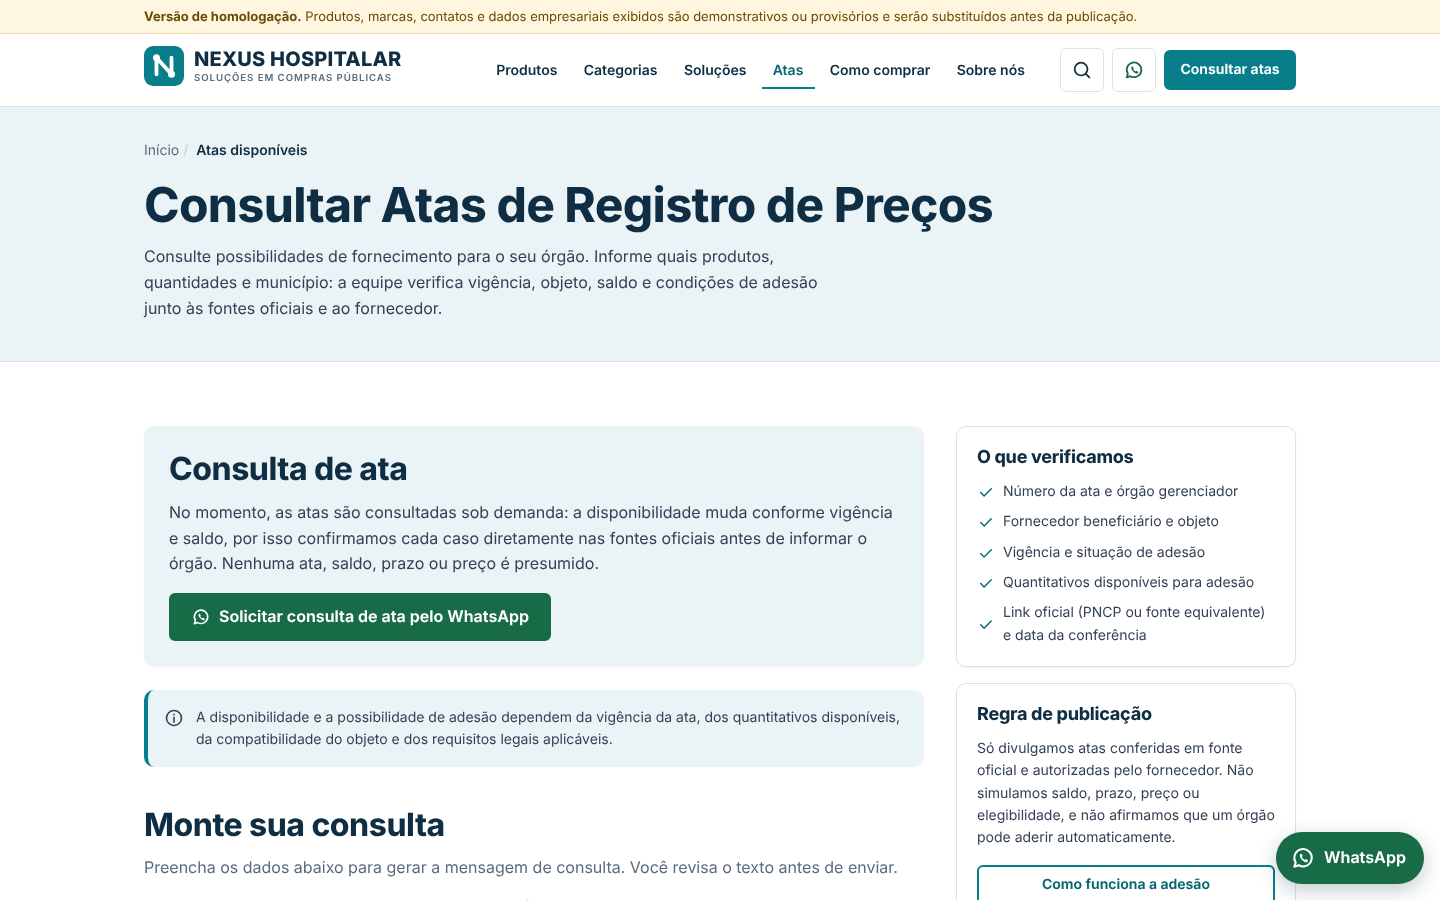 Versão de homologação. Produtos, marcas, contatos e dados empresariais exibidos são demonstrativos ou provisórios e serão substituídos antes da publicação.
NEXUS HOSPITALAR
SOLUÇÕES EM COMPRAS PÚBLICAS
Produtos
Categorias
Soluções
Atas
Como comprar
Sobre nós
Consultar atas
Início / Atas disponíveis
Consultar Atas de Registro de Preços
Consulte possibilidades de fornecimento para o seu órgão. Informe quais produtos,
quantidades e município: a equipe verifica vigência, objeto, saldo e condições de adesão
junto às fontes oficiais e ao fornecedor.
Consulta de ata
No momento, as atas são consultadas sob demanda: a disponibilidade muda conforme vigência
e saldo, por isso confirmamos cada caso diretamente nas fontes oficiais antes de informar o
órgão. Nenhuma ata, saldo, prazo ou preço é presumido.
Solicitar consulta de ata pelo WhatsApp
A disponibilidade e a possibilidade de adesão dependem da vigência da ata, dos quantitativos disponíveis,
da compatibilidade do objeto e dos requisitos legais aplicáveis.
Monte sua consulta
Preencha os dados abaixo para gerar a mensagem de consulta. Você revisa o texto antes de enviar.
O que verificamos
Número da ata e órgão gerenciador
Fornecedor beneficiário e objeto
Vigência e situação de adesão
Quantitativos disponíveis para adesão
Link oficial (PNCP ou fonte equivalente)
e data da conferência
Regra de publicação
Só divulgamos atas conferidas em fonte
oficial e autorizadas pelo fornecedor. Não
simulamos saldo, prazo, preço ou
elegibilidade, e não afirmamos que um órgão
pode aderir automaticamente.
Como funciona a adesão
WhatsApp